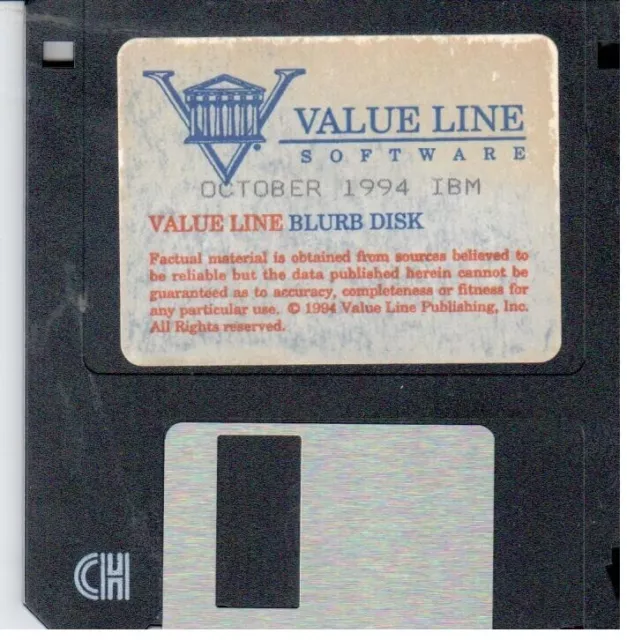 VALUE LINE
SOFTWARE
OCTOBER 1994 IBM
VALUE LINE BLURB DISK
Factual material is obtained from sources believed to
be reliable but the data published herein cannot be
guaranteed as to accuracy, completeness or fitness for
any particular use. © 1994 Value Line Publishing, Inc.
All Rights reserved.
CH